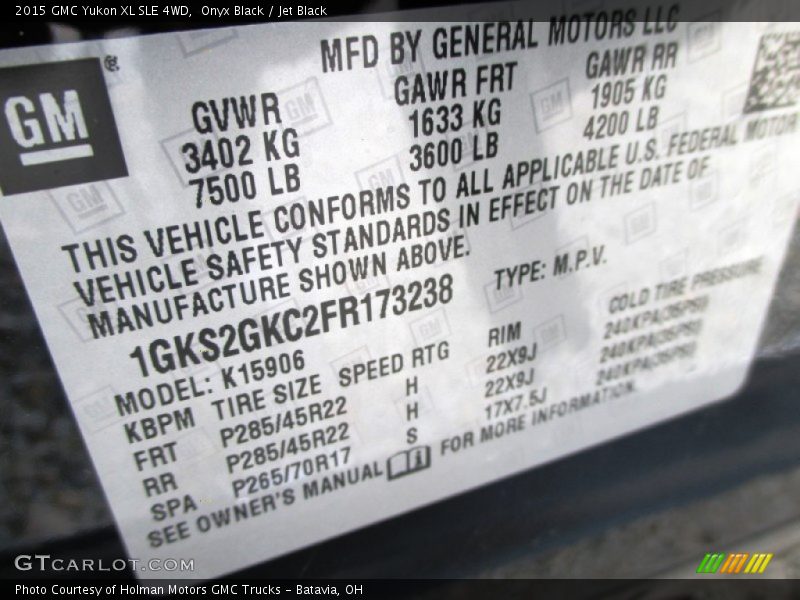 2015 GMC Yukon XL SLE 4WD, Onyx Black / Jet Black
GM ®
MFD BY GENERAL MOTORS LLC
GVWR GAWR FRT GAWR RR
3402 KG 1633 KG 1905 KG
7500 LB 3600 LB 4200 LB
THIS VEHICLE CONFORMS TO ALL APPLICABLE U.S. FEDERAL MOTOR
VEHICLE SAFETY STANDARDS IN EFFECT ON THE DATE OF
MANUFACTURE SHOWN ABOVE.
1GKS2GKC2FR173238 TYPE: M.P.V.
MODEL: K15906
KBPM TIRE SIZE SPEED RTG RIM COLD TIRE PRESSURE
FRT P285/45R22 H 22X9J 240KPA(35PSI)
RR P285/45R22 H 22X9J 240KPA(35PSI)
SPA P265/70R17 S 17X7.5J 240KPA(35PSI)
SEE OWNER'S MANUAL FOR MORE INFORMATION.
GTCARLOT.COM
Photo Courtesy of Holman Motors GMC Trucks – Batavia, OH